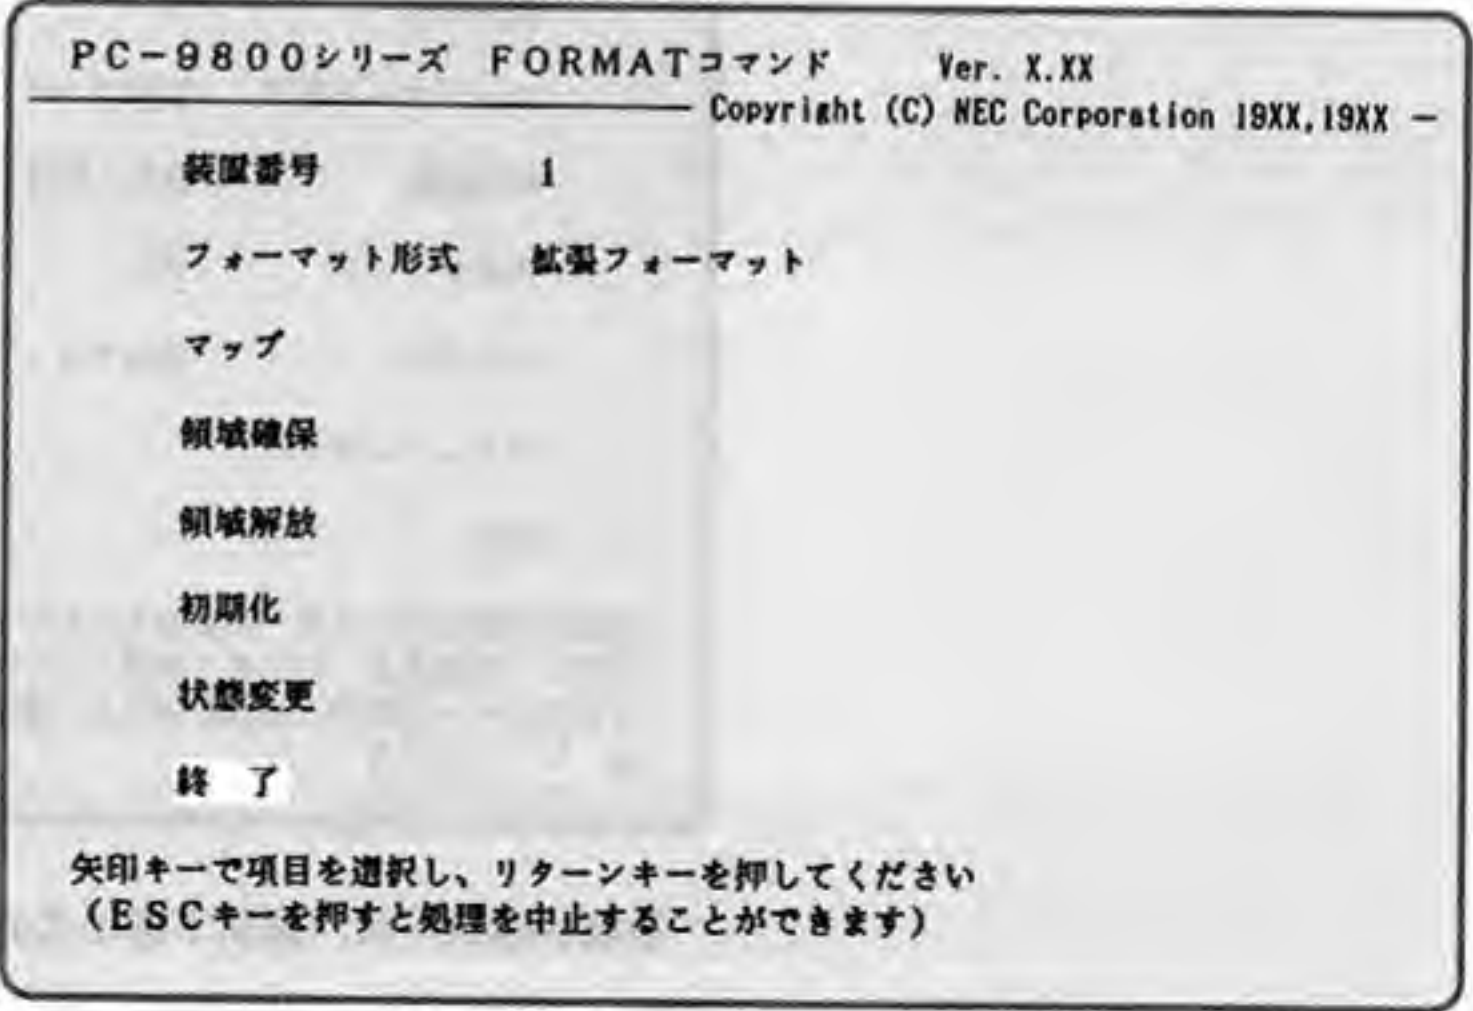 PC-9800シリーズ FORMATコマンド Ver. X.XX
Copyright (C) NEC Corporation 19XX,19XX
装置番号 1
フォーマット形式 拡張フォーマット
マップ
領域確保
領域解放
初期化
状態変更
終 了
矢印キーで項目を選択し、リターンキーを押してください
(ESCキーを押すと処理を中止することができます)